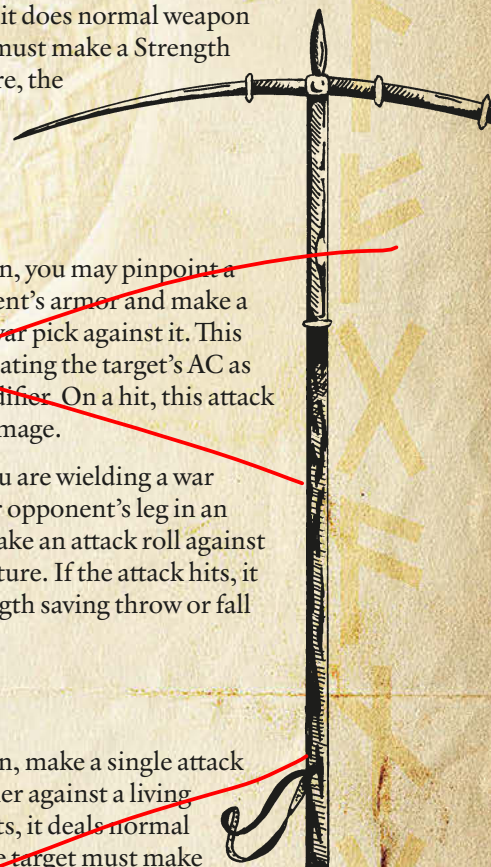 it does normal weapon
must make a Strength
re, the
n, you may pinpoint a
ent's armor and make a
war pick against it. This
ating the target's AC as
difier. On a hit, this attack
mage.
u are wielding a war
r opponent's leg in an
ake an attack roll against
ture. If the attack hits, it
gth saving throw or fall
n, make a single attack
er against a living
ts, it deals normal
e target must make